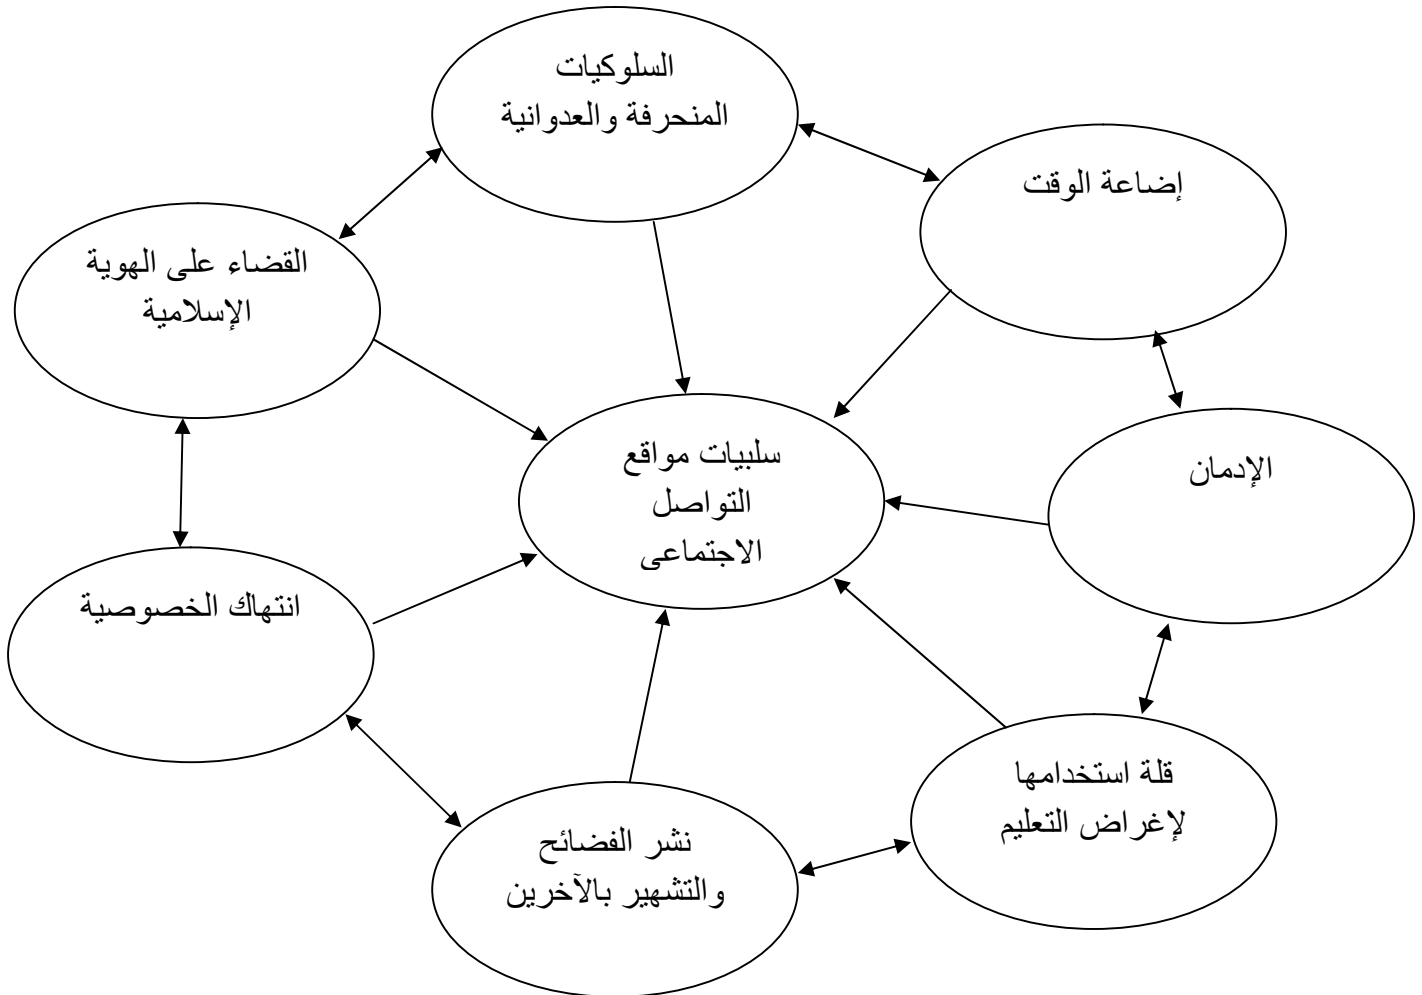 السلوكيات
المنحرفة والعدوانية
إضاعة الوقت
القضاء على الهوية
الإسلامية
سلبيات مواقع
التواصل
الاجتماعى
الإدمان
انتهاك الخصوصية
قلة استخدامها
لإغراض التعليم
نشر الفضائح
والتشهير بالآخرين